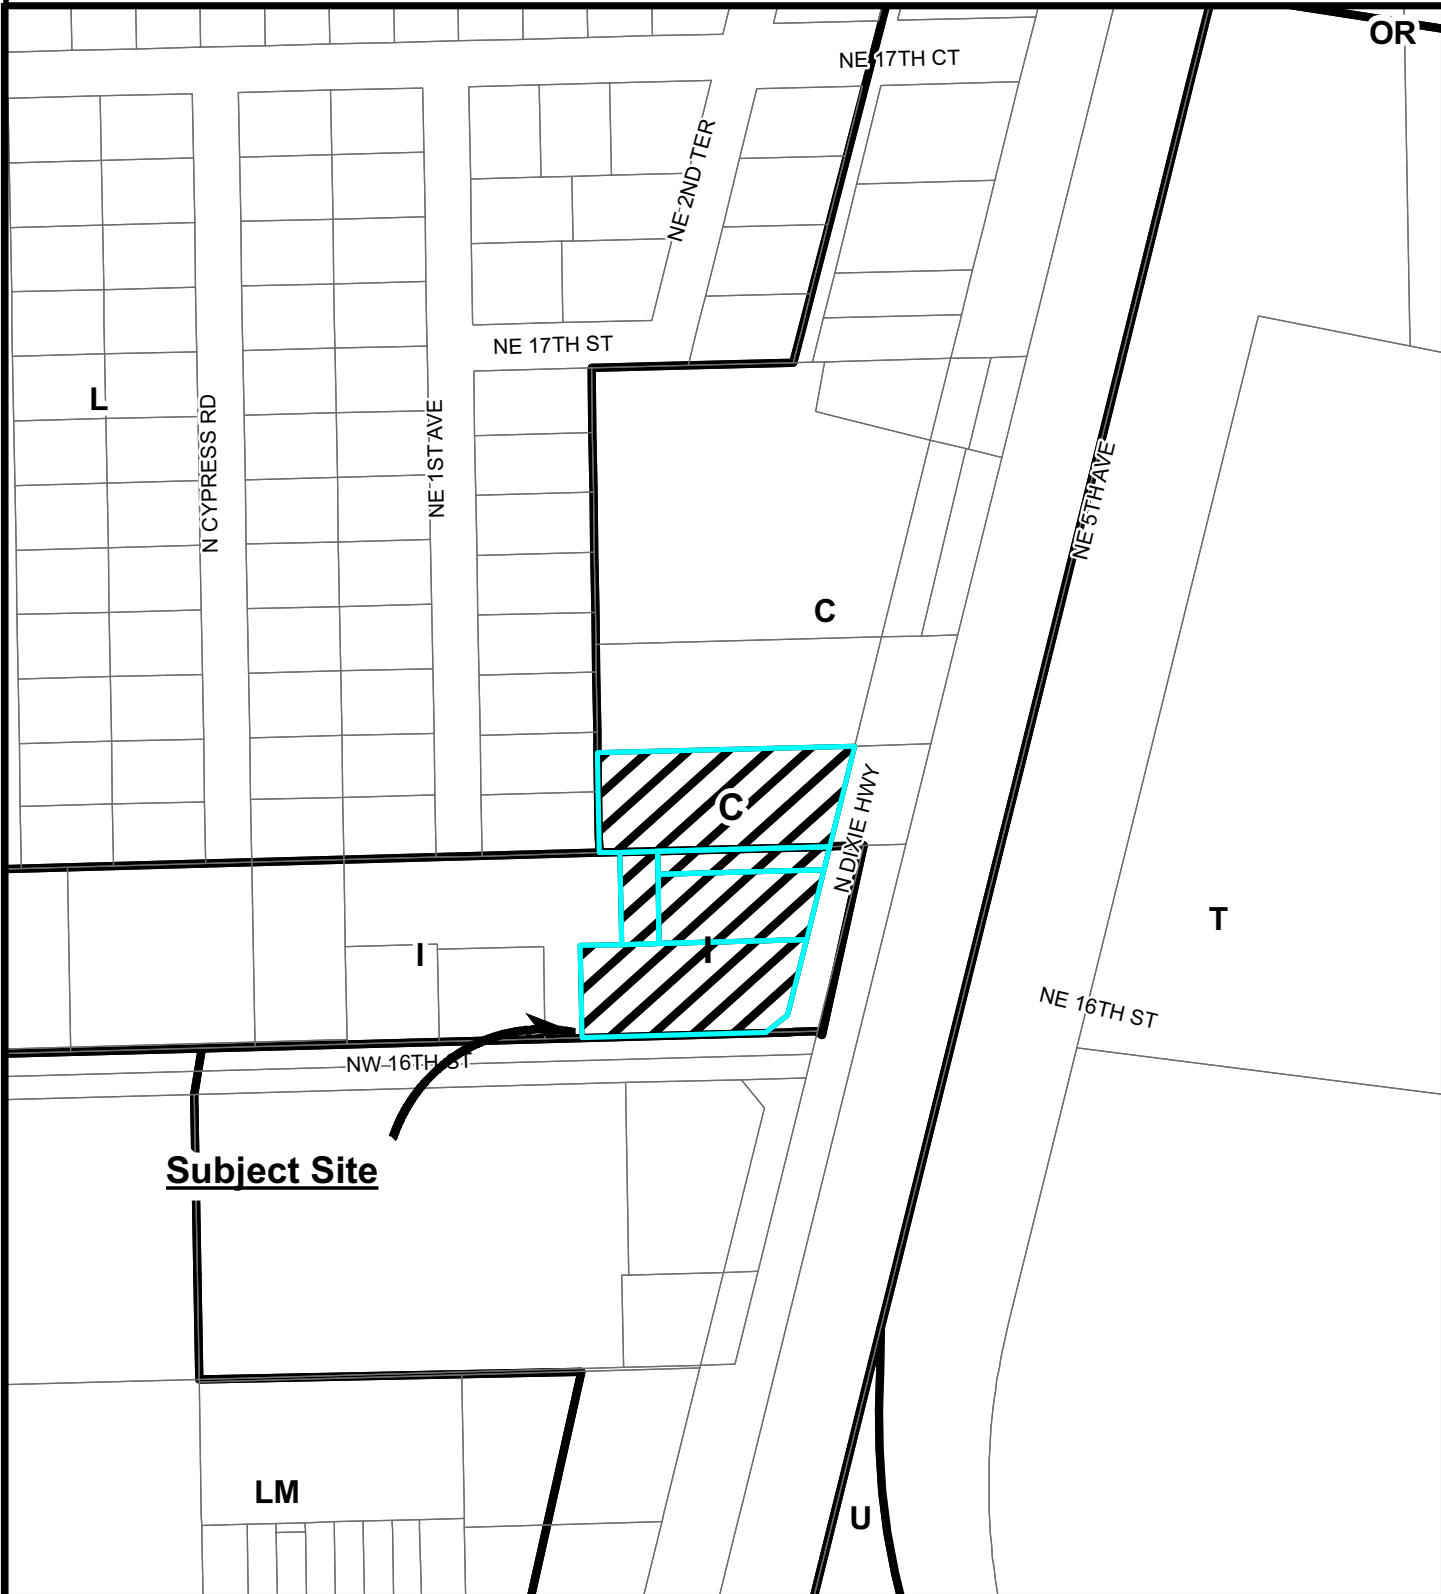 OR
NE 17TH CT
NE 2ND TER
NE 17TH ST
L
N CYPRESS RD
NE 1ST AVE
NE 5TH AVE
C
C
N DIXIE HWY
T
I
I
NE 16TH ST
NW 16TH ST
Subject Site
LM
U